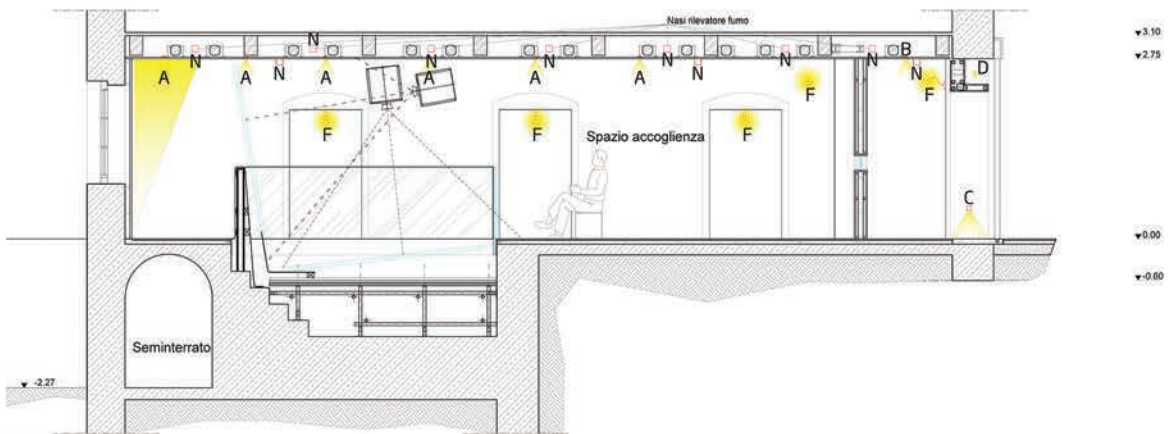 Nasi rilevatore fumo
▼3.10
N
N N N N N N B
▼2.75
A N A N A A A A N N N D
F F
F F F
Spazio accoglienza
C
▼0.00
▼-0.60
Seminterrato
▼ -2.27